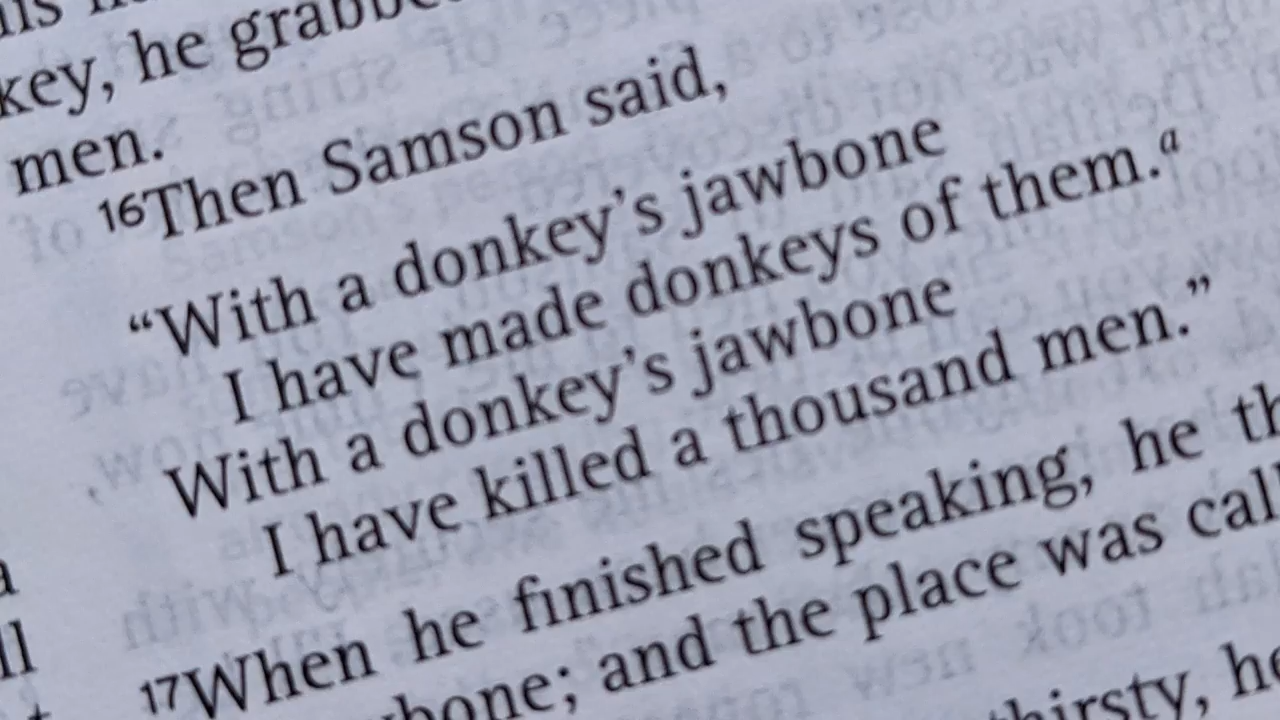 key, he grabbe
men.
16Then Samson said,
“With a donkey’s jawbone
I have made donkeys of them.a
With a donkey’s jawbone
I have killed a thousand men.”
17When he finished speaking, he th
bone; and the place was call
thirsty, he